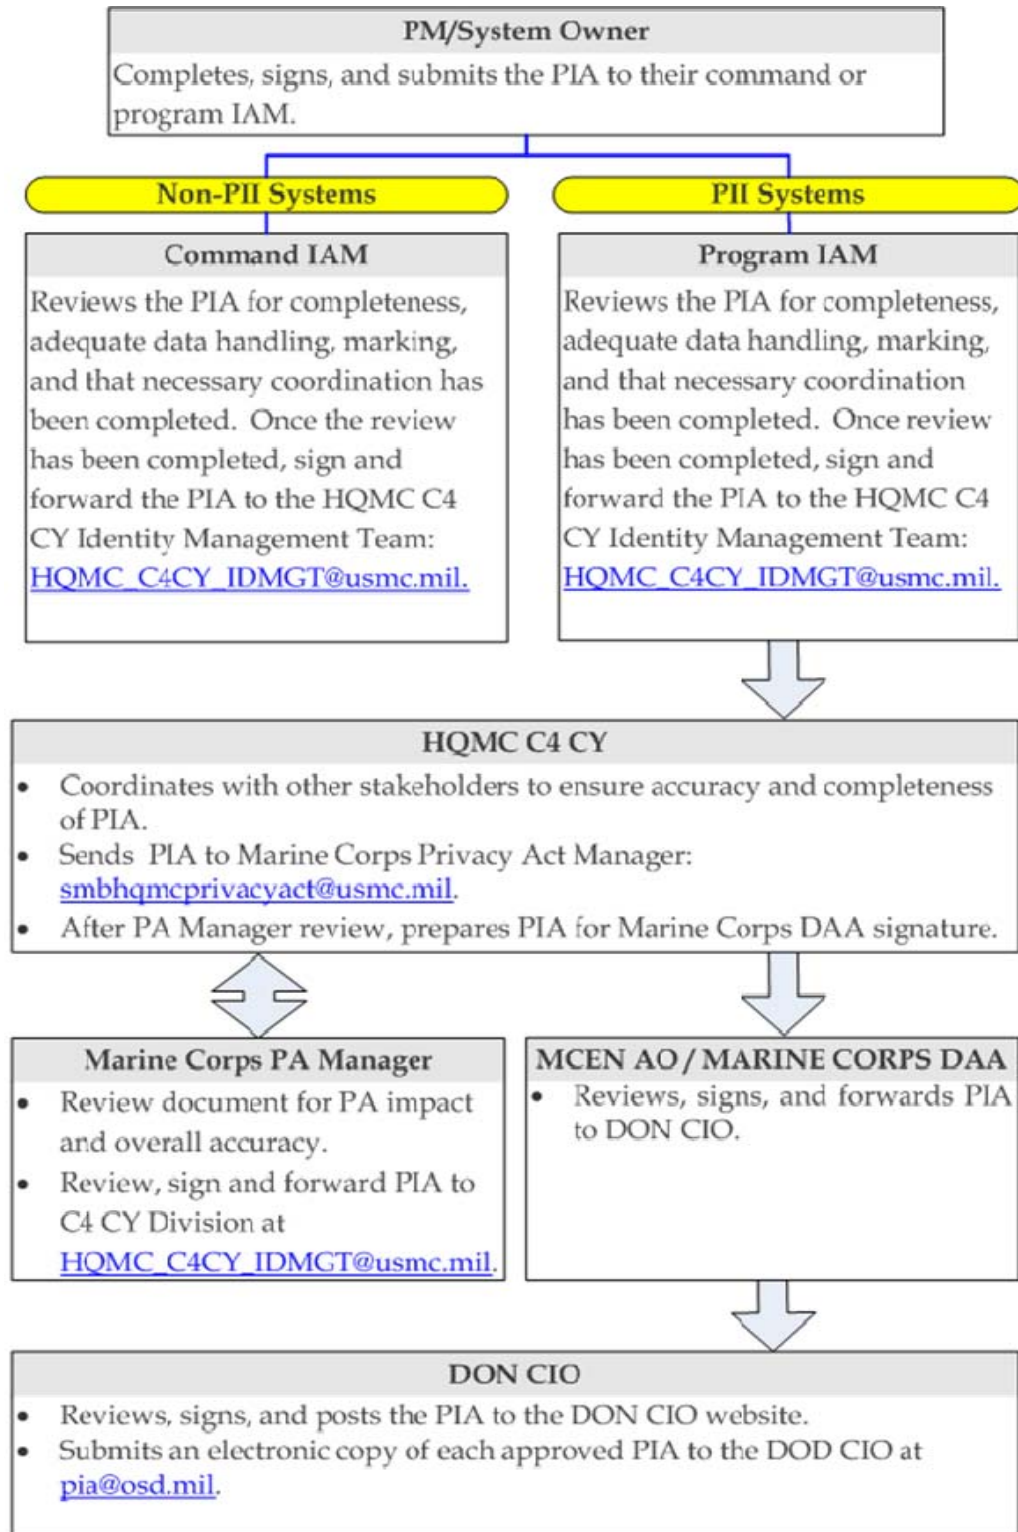 PM/System Owner
Completes, signs, and submits the PIA to their command or
program IAM.
Non-PII Systems
Command IAM
Reviews the PIA for completeness,
adequate data handling, marking,
and that necessary coordination has
been completed. Once the review
has been completed, sign and
forward the PIA to the HQMC C4
CY Identity Management Team:
HQMC_C4CY_IDMGT@usmc.mil.
PII Systems
Program IAM
Reviews the PIA for completeness,
adequate data handling, marking,
and that necessary coordination
has been completed. Once review
has been completed, sign and
forward the PIA to the HQMC C4
CY Identity Management Team:
HQMC_C4CY_IDMGT@usmc.mil.
HQMC C4 CY
• Coordinates with other stakeholders to ensure accuracy and completeness
of PIA.
• Sends PIA to Marine Corps Privacy Act Manager:
smbhqmcprivacyact@usmc.mil.
• After PA Manager review, prepares PIA for Marine Corps DAA signature.
Marine Corps PA Manager
• Review document for PA impact
and overall accuracy.
• Review, sign and forward PIA to
C4 CY Division at
HQMC_C4CY_IDMGT@usmc.mil.
MCEN AO / MARINE CORPS DAA
• Reviews, signs, and forwards PIA
to DON CIO.
DON CIO
• Reviews, signs, and posts the PIA to the DON CIO website.
• Submits an electronic copy of each approved PIA to the DOD CIO at
pia@osd.mil.